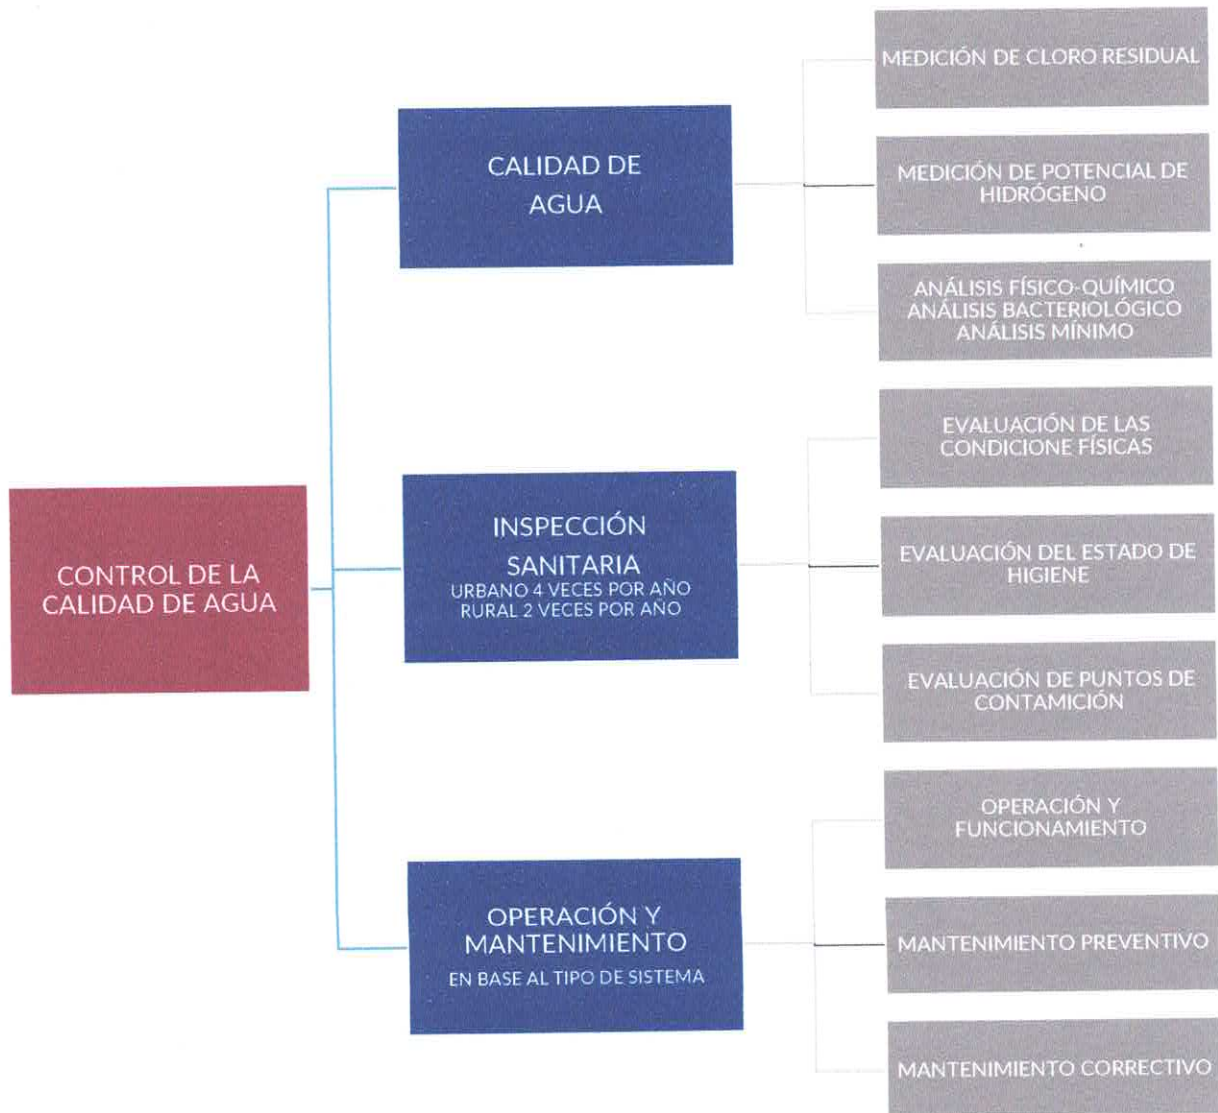 CONTROL DE LA
CALIDAD DE AGUA
CALIDAD DE
AGUA
MEDICIÓN DE CLORO RESIDUAL
MEDICIÓN DE POTENCIAL DE
HIDRÓGENO
ANÁLISIS FÍSICO-QUÍMICO
ANÁLISIS BACTERIOLÓGICO
ANÁLISIS MÍNIMO
INSPECCIÓN
SANITARIA
URBANO 4 VECES POR AÑO
RURAL 2 VECES POR AÑO
EVALUACIÓN DE LAS
CONDICIONE FÍSICAS
EVALUACIÓN DEL ESTADO DE
HIGIENE
EVALUACIÓN DE PUNTOS DE
CONTAMICIÓN
OPERACIÓN Y
MANTENIMIENTO
EN BASE AL TIPO DE SISTEMA
OPERACIÓN Y
FUNCIONAMIENTO
MANTENIMIENTO PREVENTIVO
MANTENIMIENTO CORRECTIVO